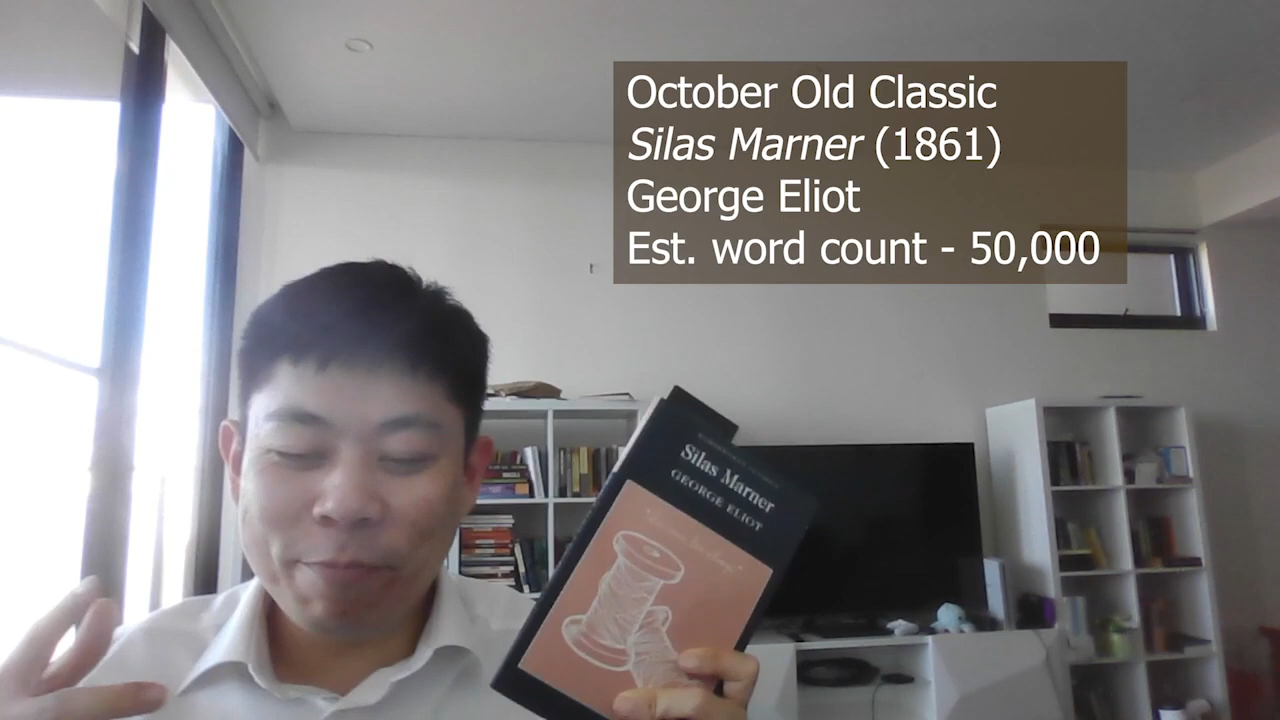 October Old Classic
Silas Marner (1861)
George Eliot
Est. word count - 50,000
Silas Marner
GEORGE ELIOT